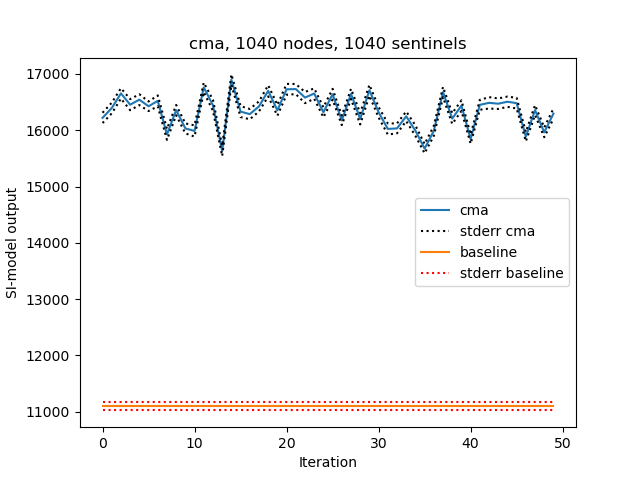 cma, 1040 nodes, 1040 sentinels
SI-model output
17000
16000
15000
14000
13000
12000
11000
cma
stderr cma
baseline
stderr baseline
0 10 20 30 40 50
Iteration